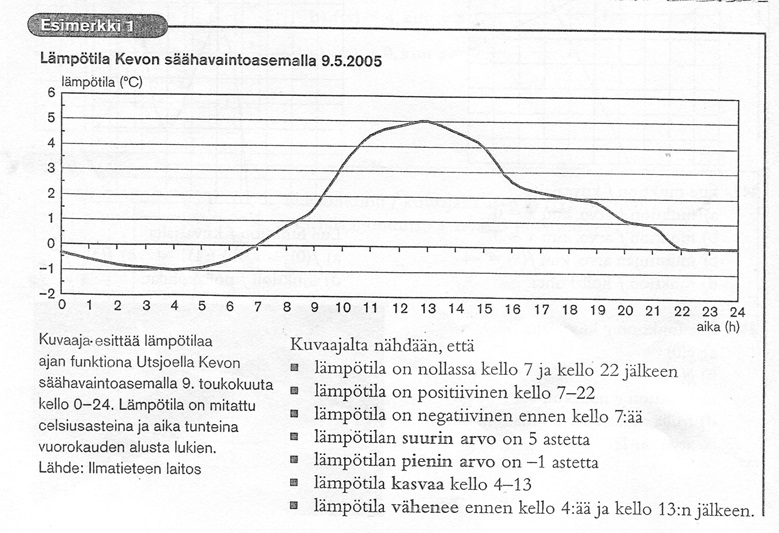 Esimerkki 1
Lämpötila Kevon säähavaintoasemalla 9.5.2005
lämpötila (°C)
6
5
4
3
2
1
0
−1
−2
0 1 2 3 4 5 6 7 8 9 10 11 12 13 14 15 16 17 18 19 20 21 22 23 24
aika (h)
Kuvaaja esittää lämpötilaa
ajan funktiona Utsjoella Kevon
säähavaintoasemalla 9. toukokuuta
kello 0–24. Lämpötila on mitattu
celsiusasteina ja aika tunteina
vuorokauden alusta lukien.
Lähde: Ilmatieteen laitos
Kuvaajalta nähdään, että
▪ lämpötila on nollassa kello 7 ja kello 22 jälkeen
▪ lämpötila on positiivinen kello 7–22
▪ lämpötila on negatiivinen ennen kello 7:ää
▪ lämpötilan suurin arvo on 5 astetta
▪ lämpötilan pienin arvo on −1 astetta
▪ lämpötila kasvaa kello 4–13
▪ lämpötila vähenee ennen kello 4:ää ja kello 13:n jälkeen.